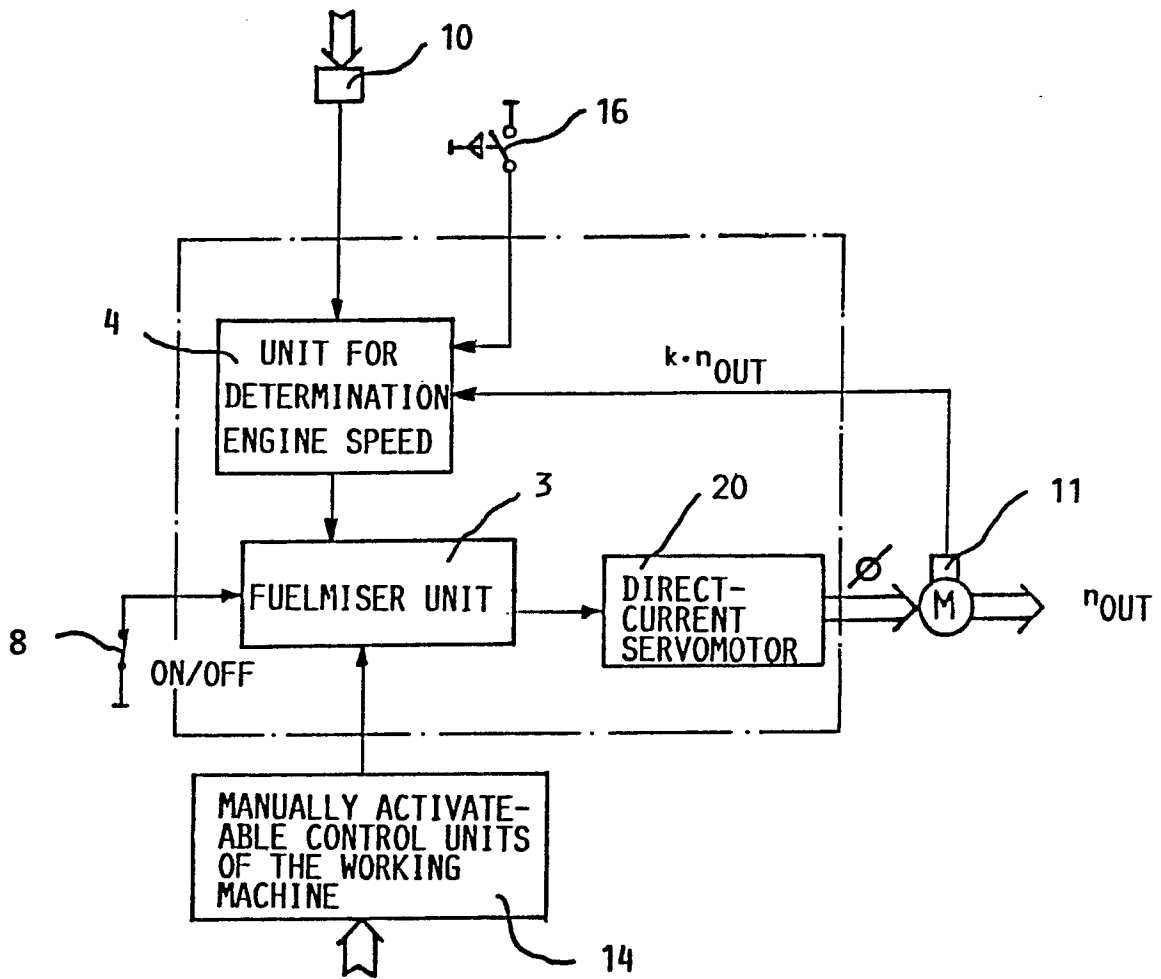 10
16
4
UNIT FOR
DETERMINATION
ENGINE SPEED
k·nOUT
3
20
11
FUELMISER UNIT
DIRECT-
CURRENT
SERVOMOTOR
Ø
M
nOUT
8
ON/OFF
MANUALLY ACTIVATE-
ABLE CONTROL UNITS
OF THE WORKING
MACHINE
14